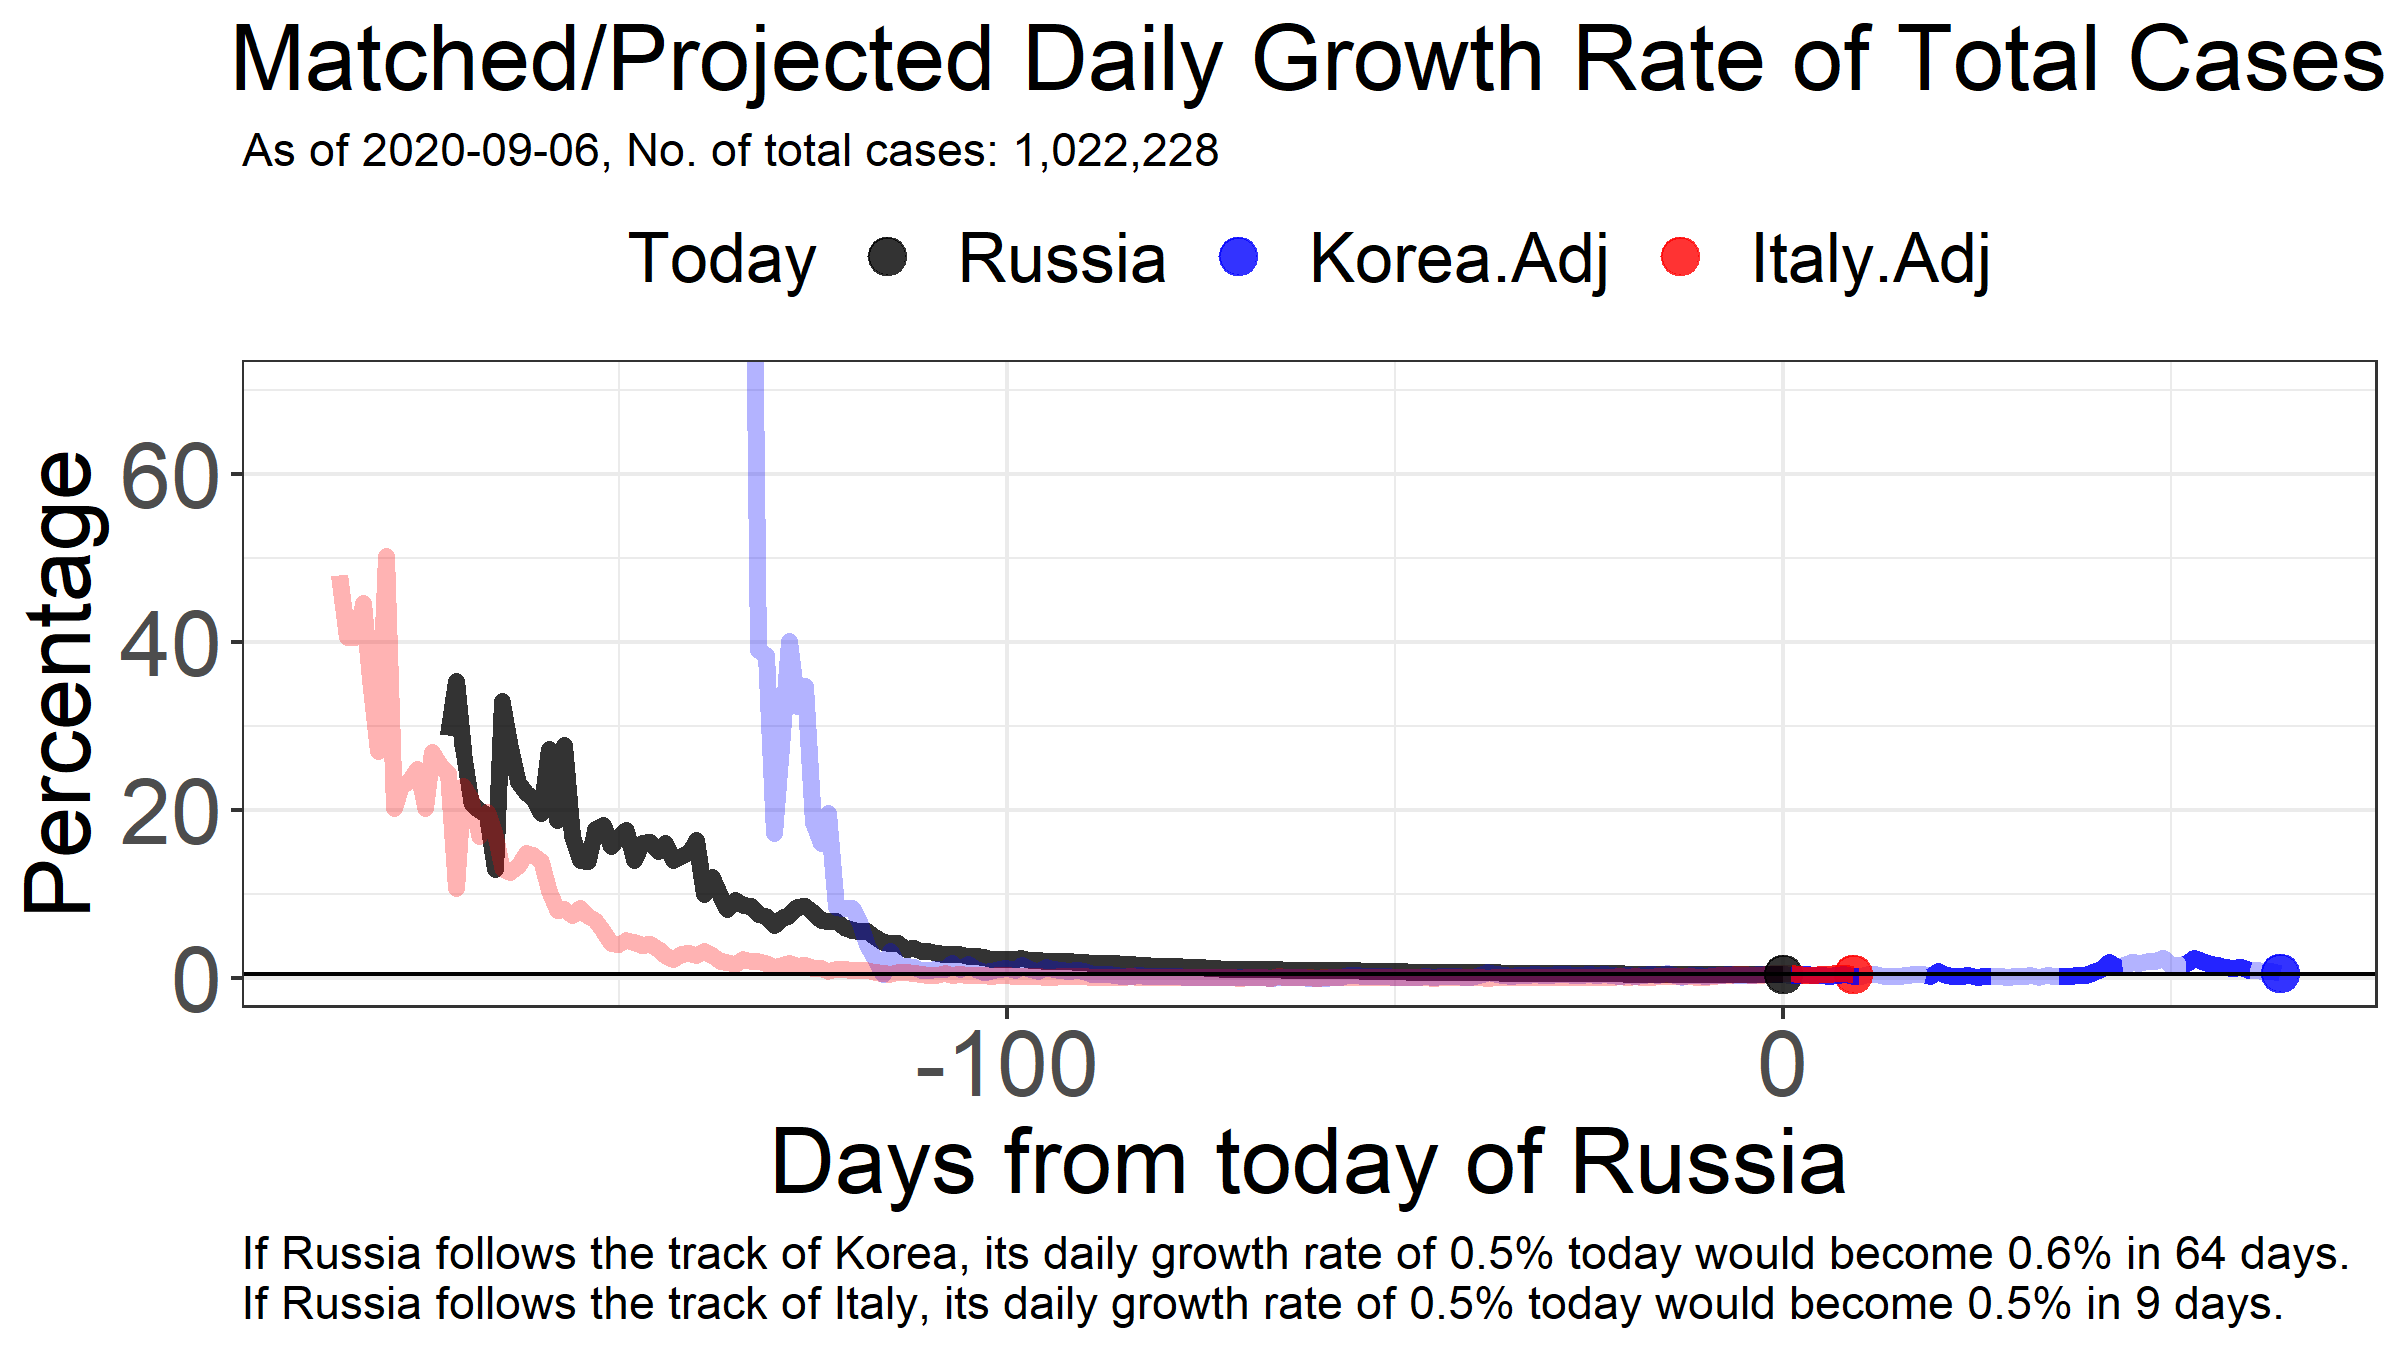 Matched/Projected Daily Growth Rate of Total Cases
As of 2020-09-06, No. of total cases: 1,022,228
Today Russia Korea.Adj Italy.Adj
Percentage
60
40
20
0
-100 0
Days from today of Russia
If Russia follows the track of Korea, its daily growth rate of 0.5% today would become 0.6% in 64 days.
If Russia follows the track of Italy, its daily growth rate of 0.5% today would become 0.5% in 9 days.